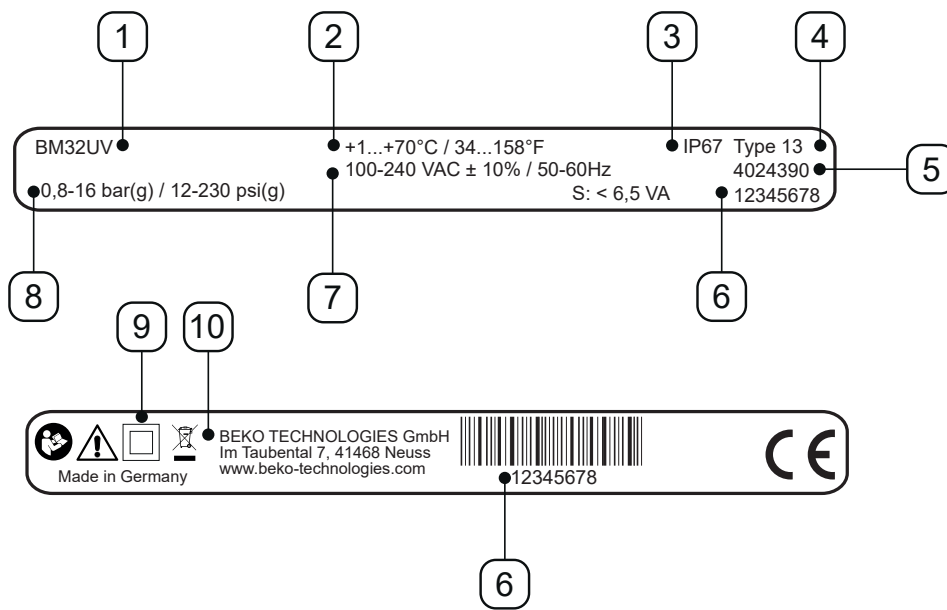 1 2 3 4
BM32UV +1...+70°C / 34...158°F IP67 Type 13
100-240 VAC ± 10% / 50-60Hz 4024390
5
0,8-16 bar(g) / 12-230 psi(g) S: < 6,5 VA 12345678
8 7 6
9 10
BEKO TECHNOLOGIES GmbH
Im Taubental 7, 41468 Neuss
Made in Germany www.beko-technologies.com
12345678
CE
6